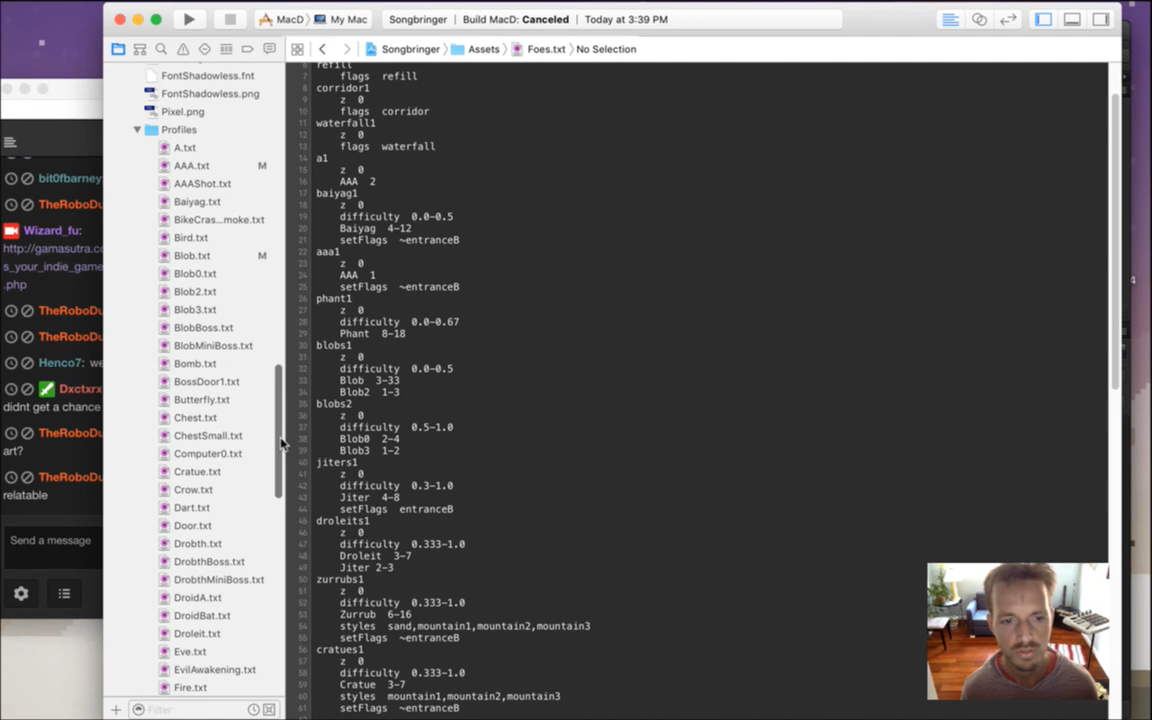 MacD
My Mac
Songbringer
Build MacD: Canceled
Today at 3:39 PM
Songbringer
Assets
Foes.txt
No Selection
FontShadowless.fnt
FontShadowless.png
Pixel.png
Profiles
A.txt
AAA.txt M
AAAShot.txt
Baiyag.txt
BikeCras...moke.txt
Bird.txt
Blob.txt M
Blob0.txt
Blob2.txt
Blob3.txt
BlobBoss.txt
BlobMiniBoss.txt
Bomb.txt
BossDoor1.txt
Butterfly.txt
Chest.txt
ChestSmall.txt
Computer0.txt
Cratue.txt
Crow.txt
Dart.txt
Door.txt
Drobth.txt
DrobthBoss.txt
DrobthMiniBoss.txt
DroidA.txt
DroidBat.txt
Droleit.txt
Eve.txt
EvilAwakening.txt
Fire.txt
Filter
6 refill
7 flags refill
8 corridor1
9 z 0
10 flags corridor
11 waterfall1
12 z 0
13 flags waterfall
14 a1
15 z 0
16 AAA 2
17 baiyag1
18 z 0
19 difficulty 0.0-0.5
20 Baiyag 4-12
21 setFlags ~entranceB
22 aaa1
23 z 0
24 AAA 1
25 setFlags ~entranceB
26 phant1
27 z 0
28 difficulty 0.0-0.67
29 Phant 8-18
30 blobs1
31 z 0
32 difficulty 0.0-0.5
33 Blob 3-33
34 Blob2 1-3
35 blobs2
36 z 0
37 difficulty 0.5-1.0
38 Blob0 2-4
39 Blob3 1-2
40 jiters1
41 z 0
42 difficulty 0.3-1.0
43 Jiter 4-8
44 setFlags entranceB
45 droleits1
46 z 0
47 difficulty 0.333-1.0
48 Droleit 3-7
49 Jiter 2-3
50 zurrubs1
51 z 0
52 difficulty 0.333-1.0
53 Zurrub 6-16
54 styles sand,mountain1,mountain2,mountain3
55 setFlags ~entranceB
56 cratues1
57 z 0
58 difficulty 0.333-1.0
59 Cratue 3-7
60 styles mountain1,mountain2,mountain3
61 setFlags ~entranceB
bit0fbarney
TheRoboDu
Wizard_fu:
http://gamasutra.co
s_your_indie_game
.php
TheRoboDu
TheRoboDu
Henco7: we
Dxctxrx
didnt get a chance
TheRoboDu
art?
TheRoboDu
relatable
Send a message